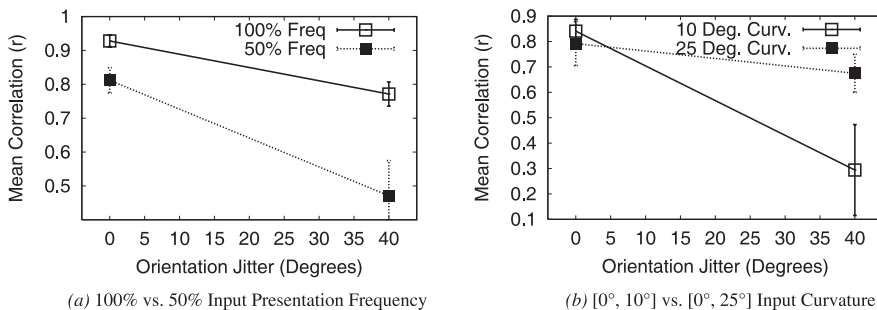 100% Freq
50% Freq
1
0.9
0.8
0.7
0.6
0.5
Mean Correlation (r)
0 5 10 15 20 25 30 35 40
Orientation Jitter (Degrees)
(a) 100% vs. 50% Input Presentation Frequency
10 Deg. Curv.
25 Deg. Curv.
0.9
0.8
0.7
0.6
0.5
0.4
0.3
0.2
0.1
Mean Correlation (r)
0 5 10 15 20 25 30 35 40
Orientation Jitter (Degrees)
(b) [0°, 10°] vs. [0°, 25°] Input Curvature